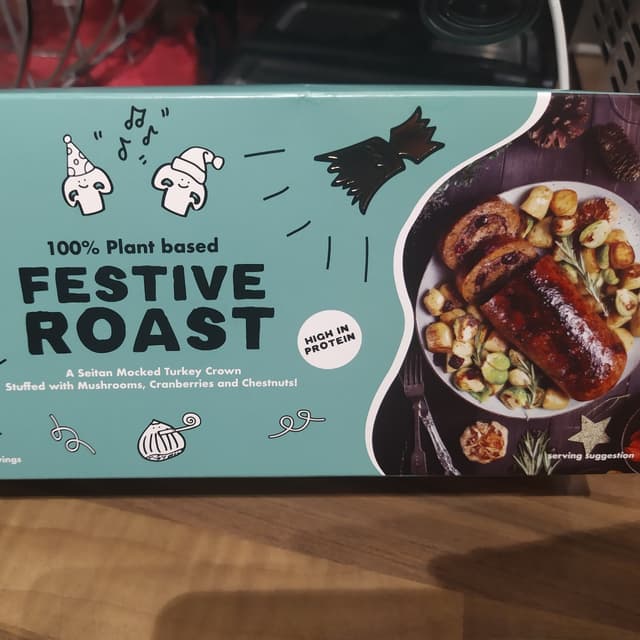 100% Plant based
FESTIVE
ROAST
HIGH IN
PROTEIN
A Seitan Mocked Turkey Crown
Stuffed with Mushrooms, Cranberries and Chestnuts!
serving suggestion